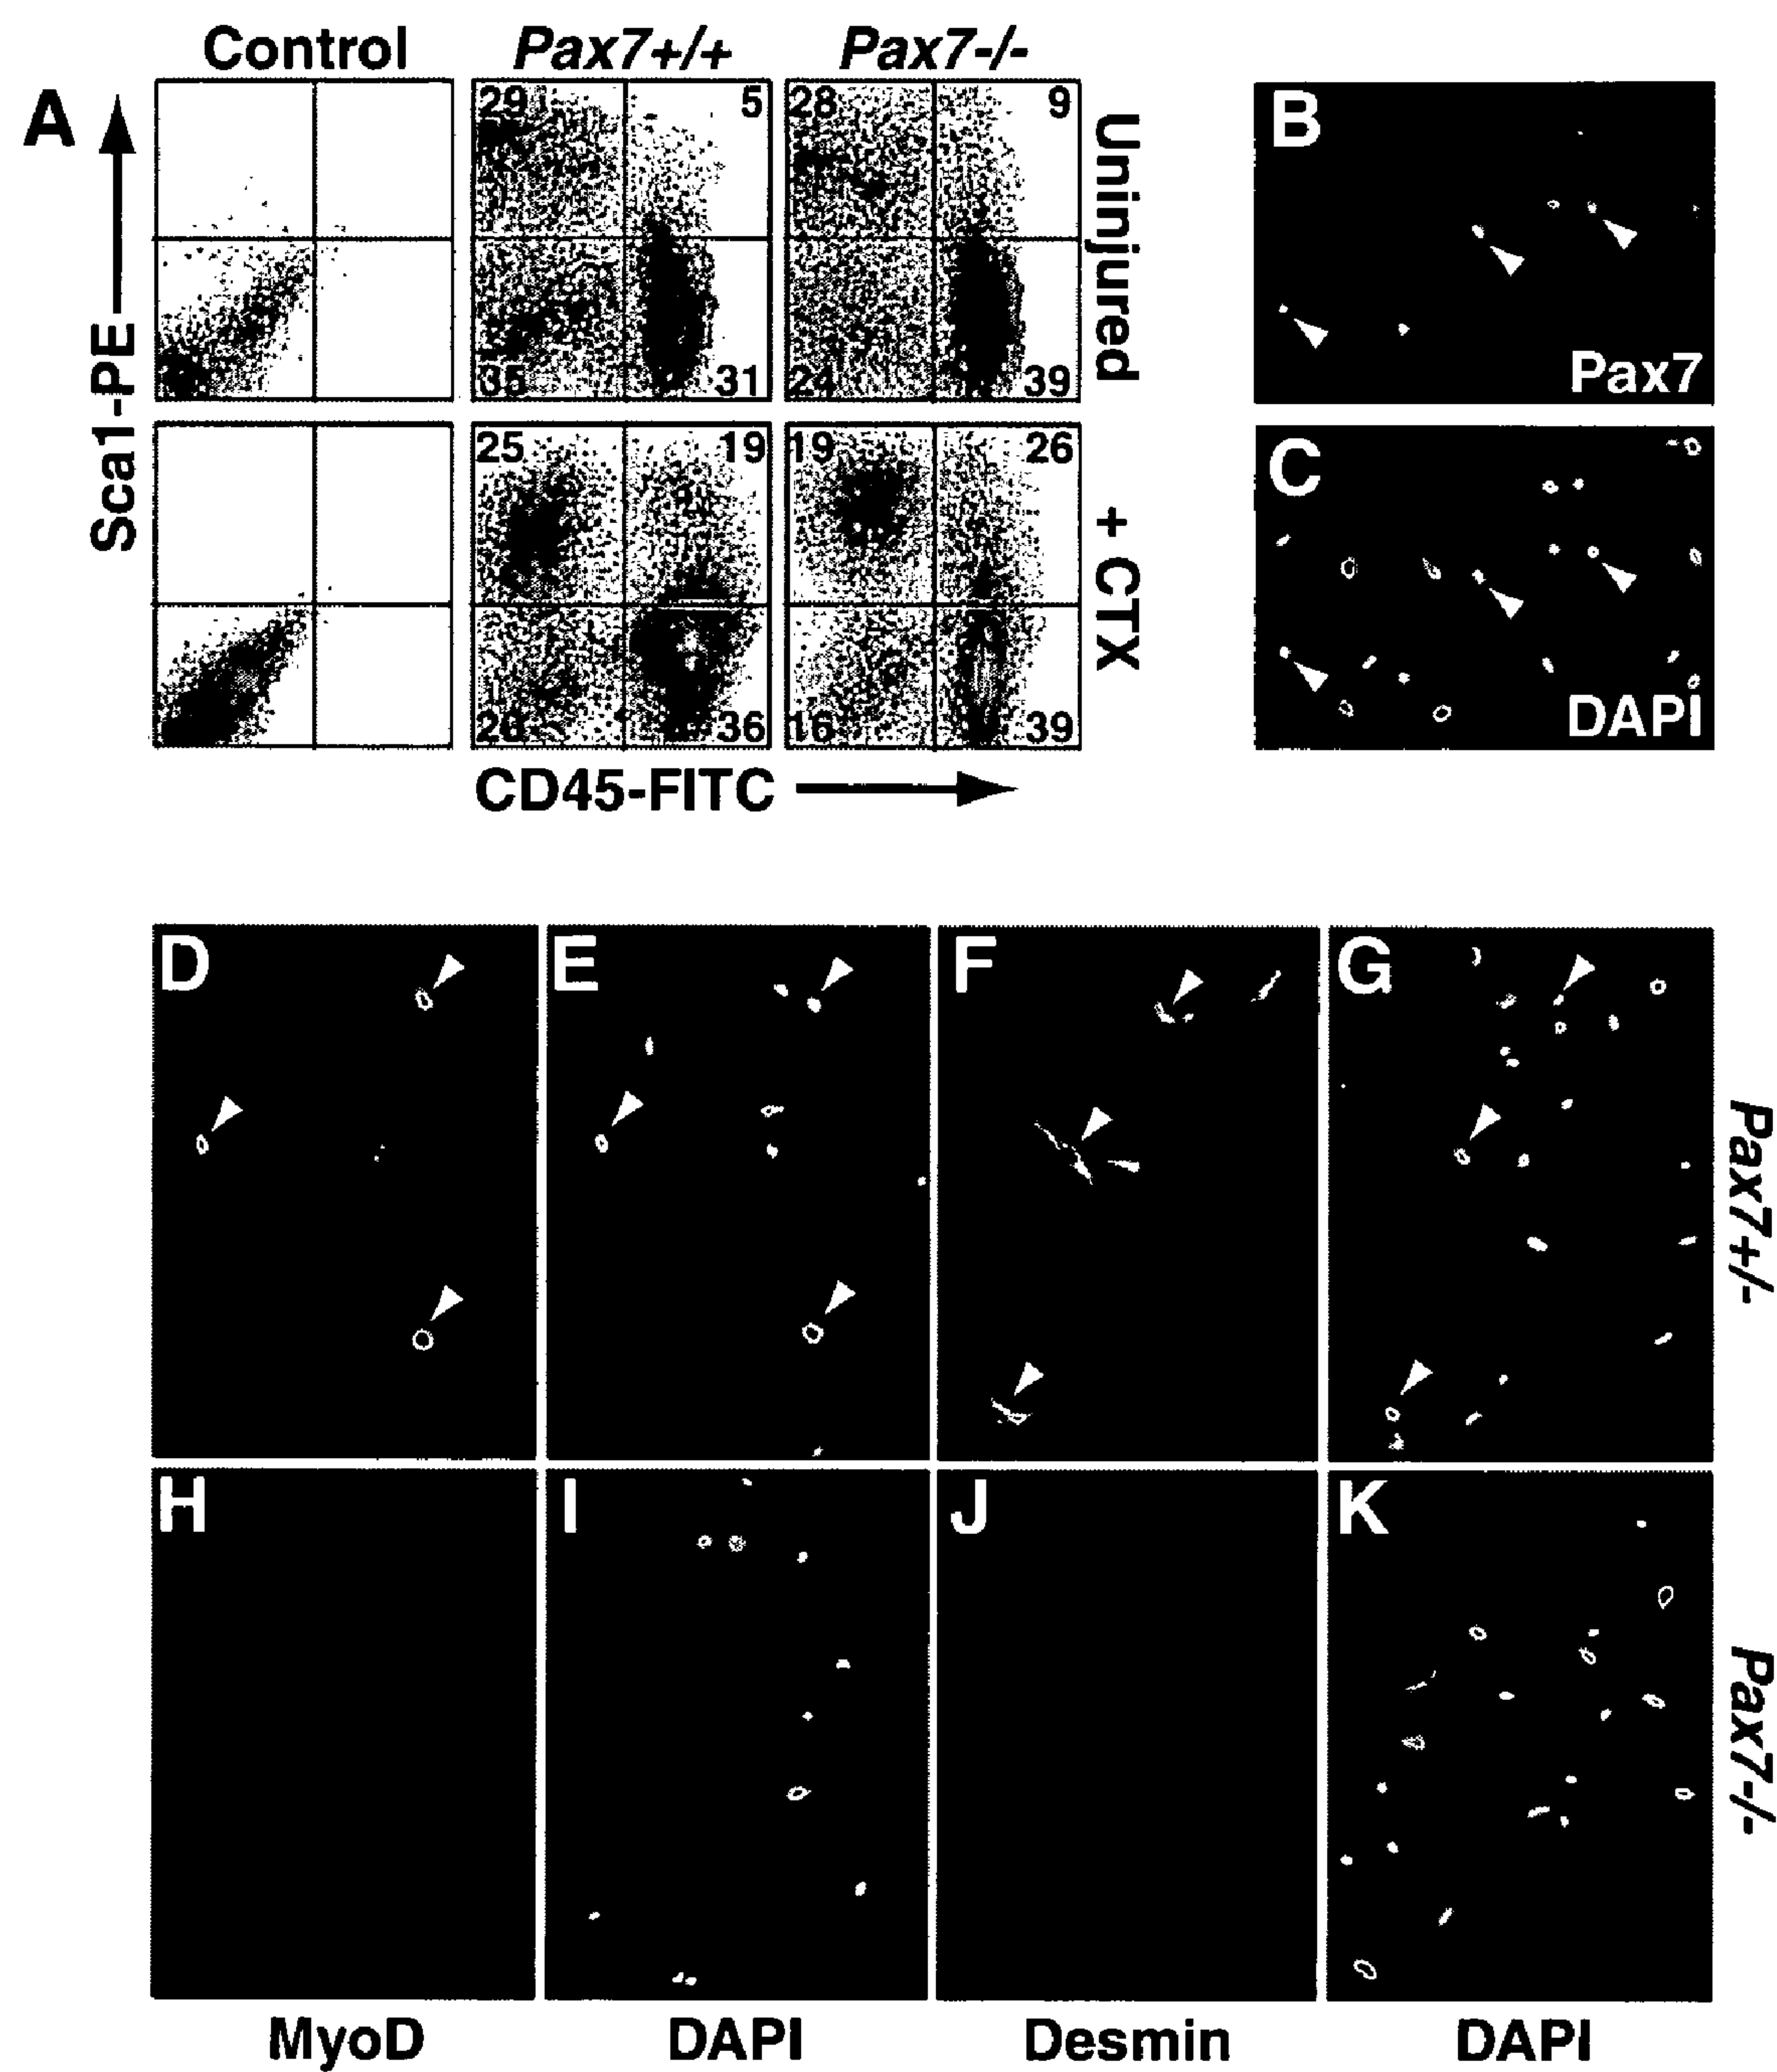 Control Pax7+/+ Pax7-/-
A
Sca1-PE
29 5 28 9
35 31 24 39
Uninjured
25 19 19 26
36 16 39
+ CTX
CD45-FITC
B
Pax7
C
DAPI
D E F G
Pax7+/-
H I J K
Pax7-/-
MyoD DAPI Desmin DAPI